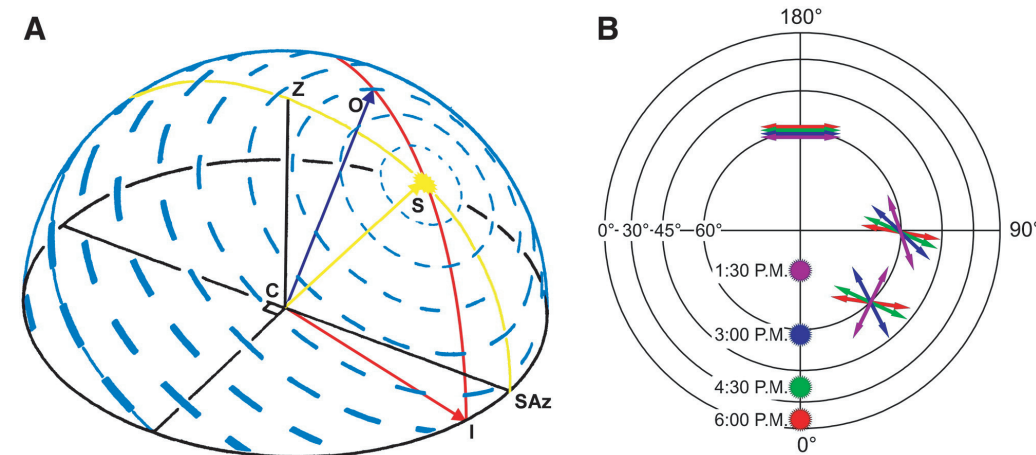 A
Z
O
S
C
SAz
I
B
180°
0°-30°-45°-60°
90°
1:30 P.M.
3:00 P.M.
4:30 P.M.
6:00 P.M.
0°